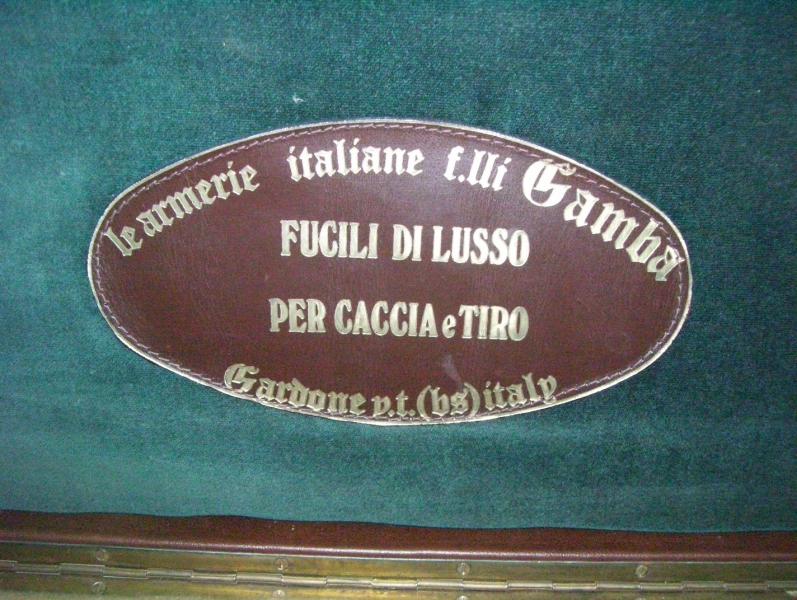 le armerie italiane f.lli Gamba
FUCILI DI LUSSO
PER CACCIA e TIRO
Gardone v.t.(bs) italy